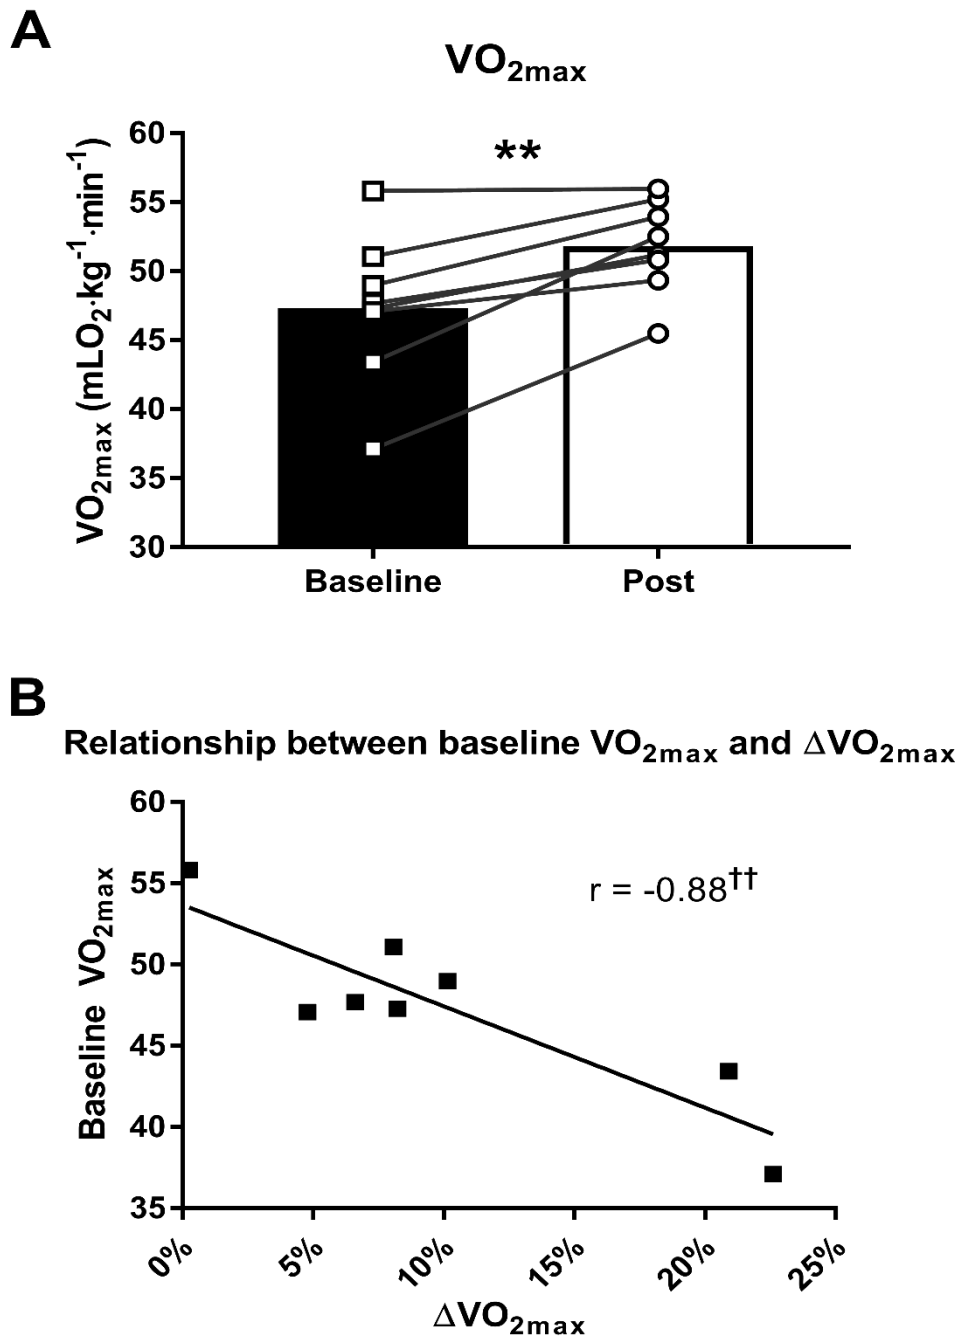 A
VO₂max
**
VO₂max (mLO₂·kg⁻¹·min⁻¹)
60
55
50
45
40
35
30
Baseline
Post
B
Relationship between baseline VO₂max and ΔVO₂max
r = -0.88††
Baseline VO₂max
60
55
50
45
40
35
0%
5%
10%
15%
20%
25%
ΔVO₂max